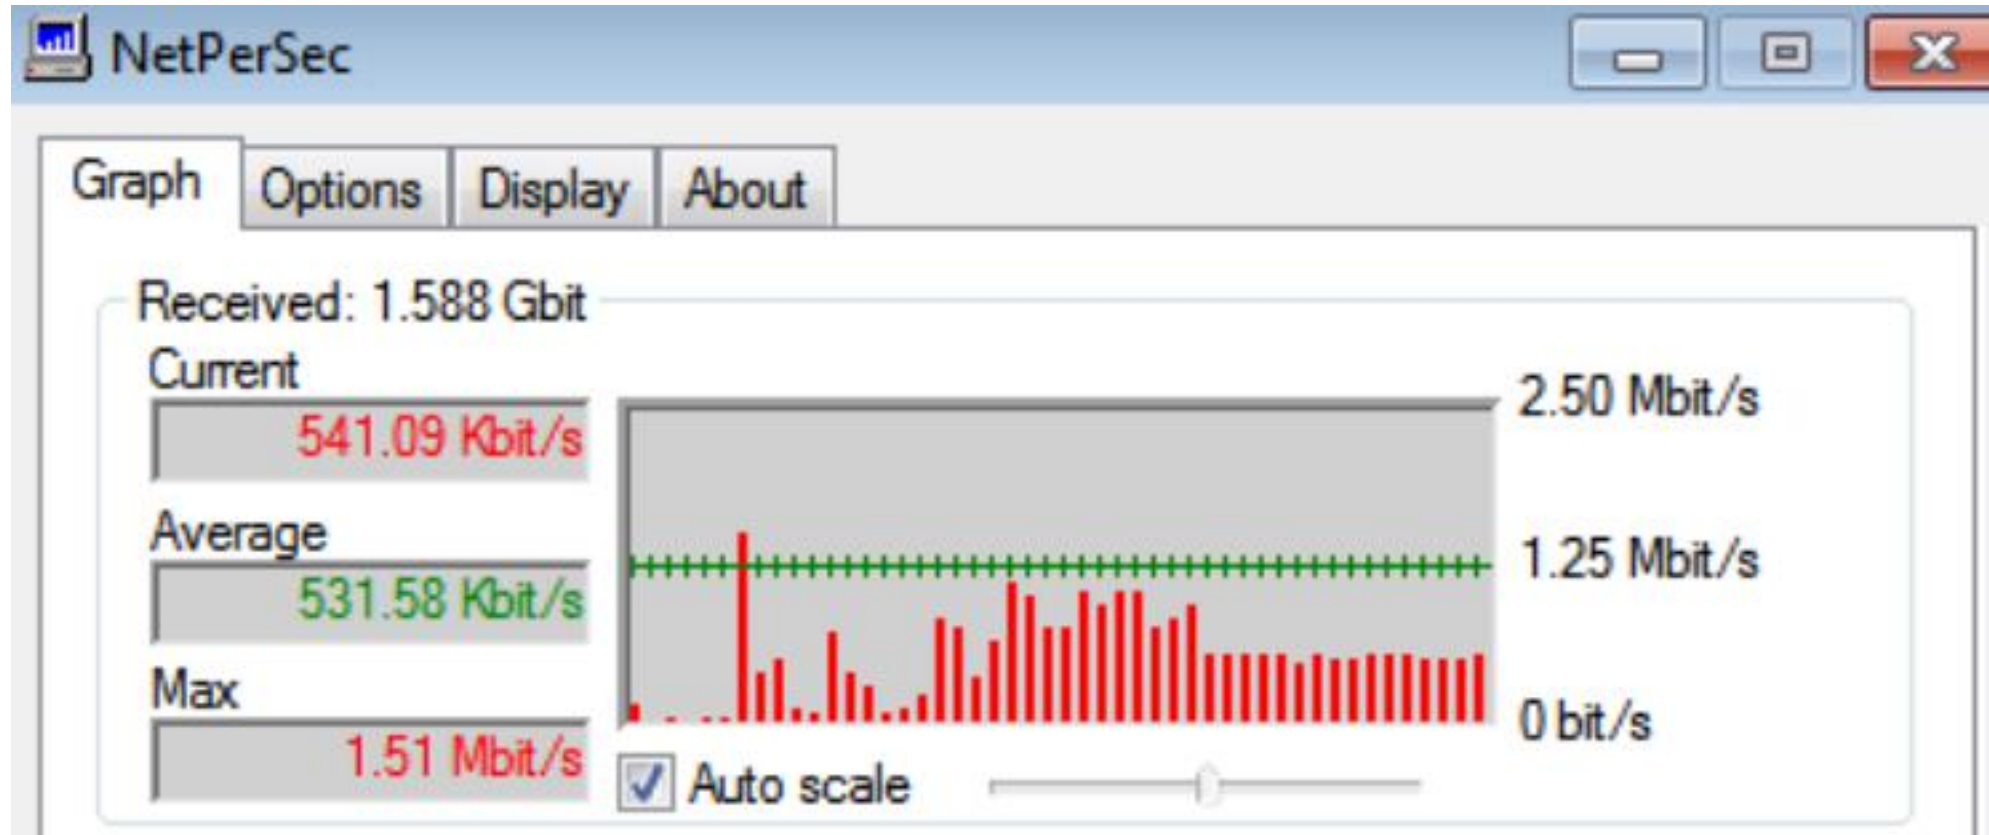 NetPerSec
Graph Options Display About
Received: 1.588 Gbit
Current
541.09 Kbit/s
Average
531.58 Kbit/s
Max
1.51 Mbit/s
2.50 Mbit/s
1.25 Mbit/s
0 bit/s
Auto scale